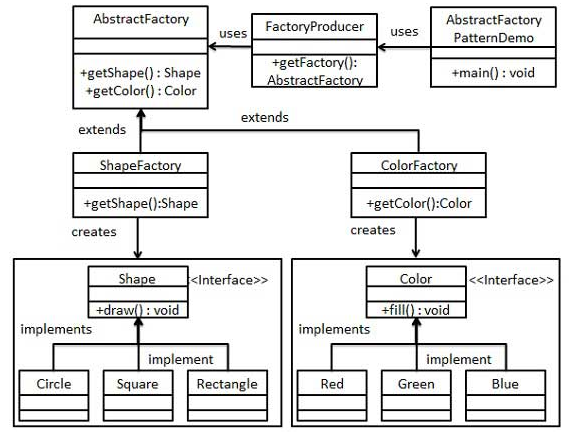 AbstractFactory
+getShape() : Shape
+getColor() : Color
uses
FactoryProducer
+getFactory():
AbstractFactory
uses
AbstractFactory
PatternDemo
+main() : void
extends
extends
ShapeFactory
+getShape():Shape
ColorFactory
+getColor():Color
creates
creates
Shape
<<Interface>>
+draw() : void
implements
implement
Circle
Square
Rectangle
Color
<<Interface>>
+fill() : void
implements
implement
Red
Green
Blue